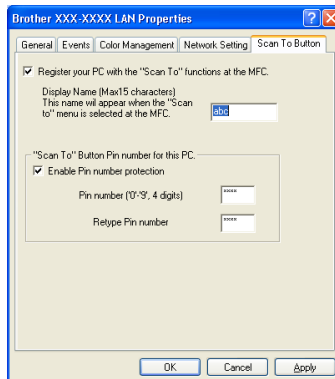 Brother XXX-XXXX LAN Properties
General Events Color Management Network Setting Scan To Button
Register your PC with the "Scan To" functions at the MFC.
Display Name (Max15 characters)
This name wil appear when the "Scan
to" menu is selected at the MFC.
abc
"Scan To" Button Pin number for this PC.
Enable Pin number protection
Pin number ('0'-'9', 4 digits)
****
Retype Pin number
****
OK Cancel Apply